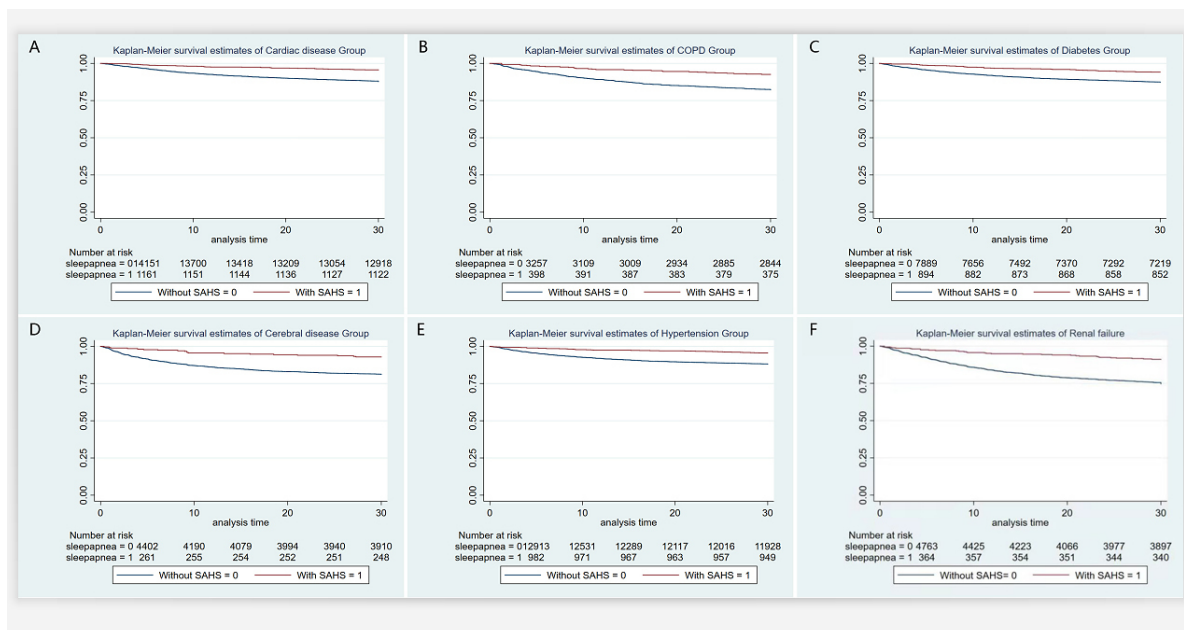 A
Kaplan-Meier survival estimates of Cardiac disease Group
1.00
0.75
0.50
0.25
0.00
0 10 20 30
analysis time
Number at risk
sleepapnea = 014151 13700 13418 13209 13054 12918
sleepapnea = 1 1161 1151 1144 1136 1127 1122
Without SAHS = 0 With SAHS = 1
B
Kaplan-Meier survival estimates of COPD Group
1.00
0.75
0.50
0.25
0.00
0 10 20 30
analysis time
Number at risk
sleepapnea = 0 3257 3109 3009 2934 2885 2844
sleepapnea = 1 398 391 387 383 379 375
Without SAHS = 0 With SAHS = 1
C
Kaplan-Meier survival estimates of Diabetes Group
1.00
0.75
0.50
0.25
0.00
0 10 20 30
analysis time
Number at risk
sleepapnea = 0 7889 7656 7492 7370 7292 7219
sleepapnea = 1 894 882 873 868 858 852
Without SAHS = 0 With SAHS = 1
D
Kaplan-Meier survival estimates of Cerebral disease Group
1.00
0.75
0.50
0.25
0.00
0 10 20 30
analysis time
Number at risk
sleepapnea = 0 4402 4190 4079 3994 3940 3910
sleepapnea = 1 261 255 254 252 251 248
Without SAHS = 0 With SAHS = 1
E
Kaplan-Meier survival estimates of Hypertension Group
1.00
0.75
0.50
0.25
0.00
0 10 20 30
analysis time
Number at risk
sleepapnea = 012913 12531 12289 12117 12016 11928
sleepapnea = 1 982 971 966 963 957 949
Without SAHS = 0 With SAHS = 1
F
Kaplan-Meier survival estimates of Renal failure
1.00
0.75
0.50
0.25
0.00
0 10 20 30
analysis time
Number at risk
sleepapnea = 0 4763 4425 4223 4066 3977 3897
sleepapnea = 1 364 357 354 351 344 340
Without SAHS= 0 With SAHS = 1